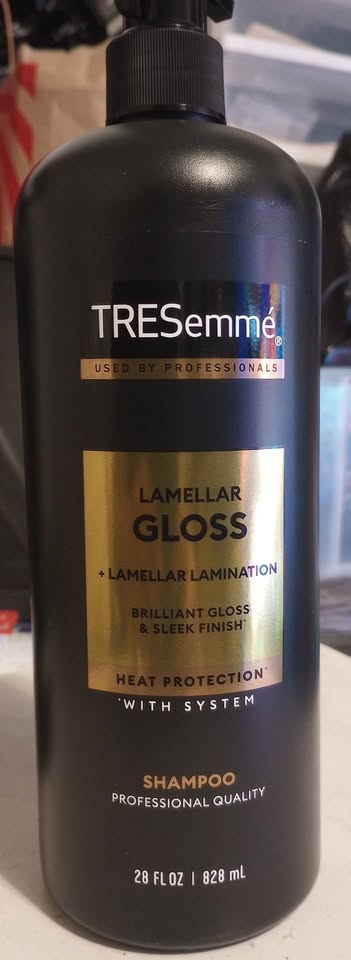 TRESemmé®
USED BY PROFESSIONALS
LAMELLAR
GLOSS
+ LAMELLAR LAMINATION
BRILLIANT GLOSS
& SLEEK FINISH*
HEAT PROTECTION*
*WITH SYSTEM
SHAMPOO
PROFESSIONAL QUALITY
28 FL OZ | 828 mL